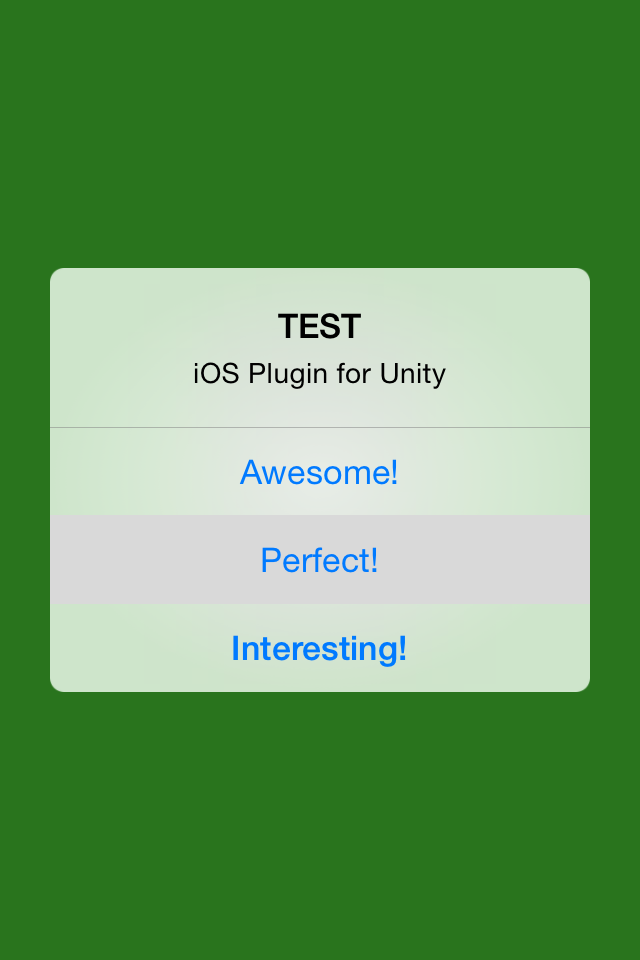 TEST
iOS Plugin for Unity
Awesome!
Perfect!
Interesting!